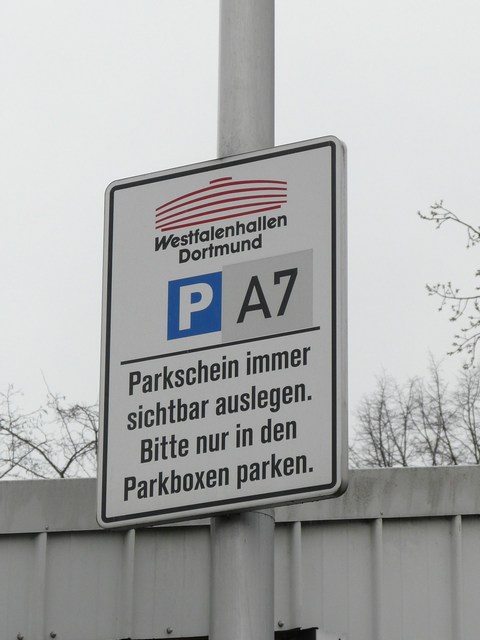 Westfalenhallen
Dortmund
P A7
Parkschein immer
sichtbar auslegen.
Bitte nur in den
Parkboxen parken.